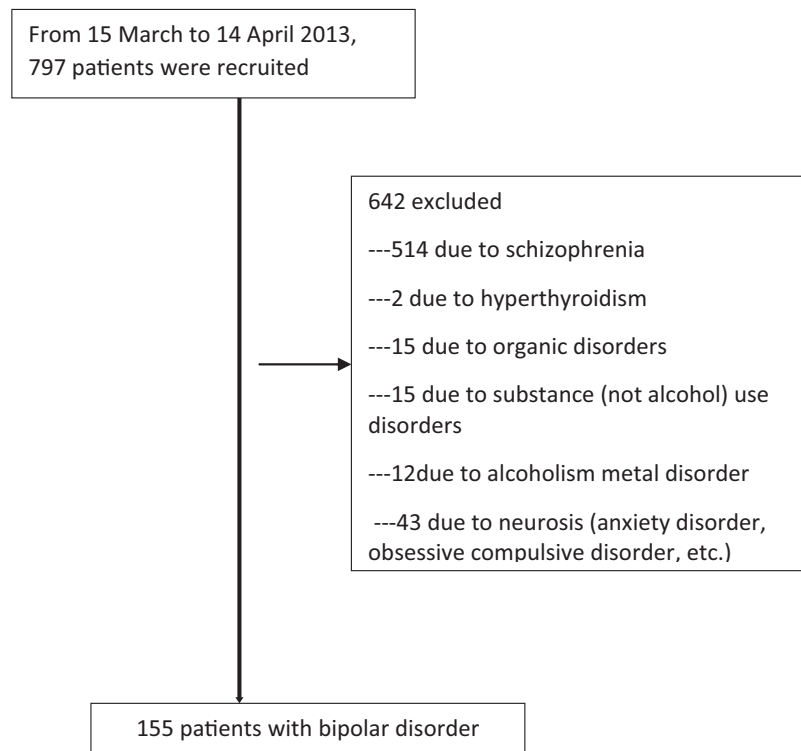 From 15 March to 14 April 2013,
797 patients were recruited
642 excluded
---514 due to schizophrenia
---2 due to hyperthyroidism
---15 due to organic disorders
---15 due to substance (not alcohol) use
disorders
---12due to alcoholism metal disorder
---43 due to neurosis (anxiety disorder,
obsessive compulsive disorder, etc.)
155 patients with bipolar disorder